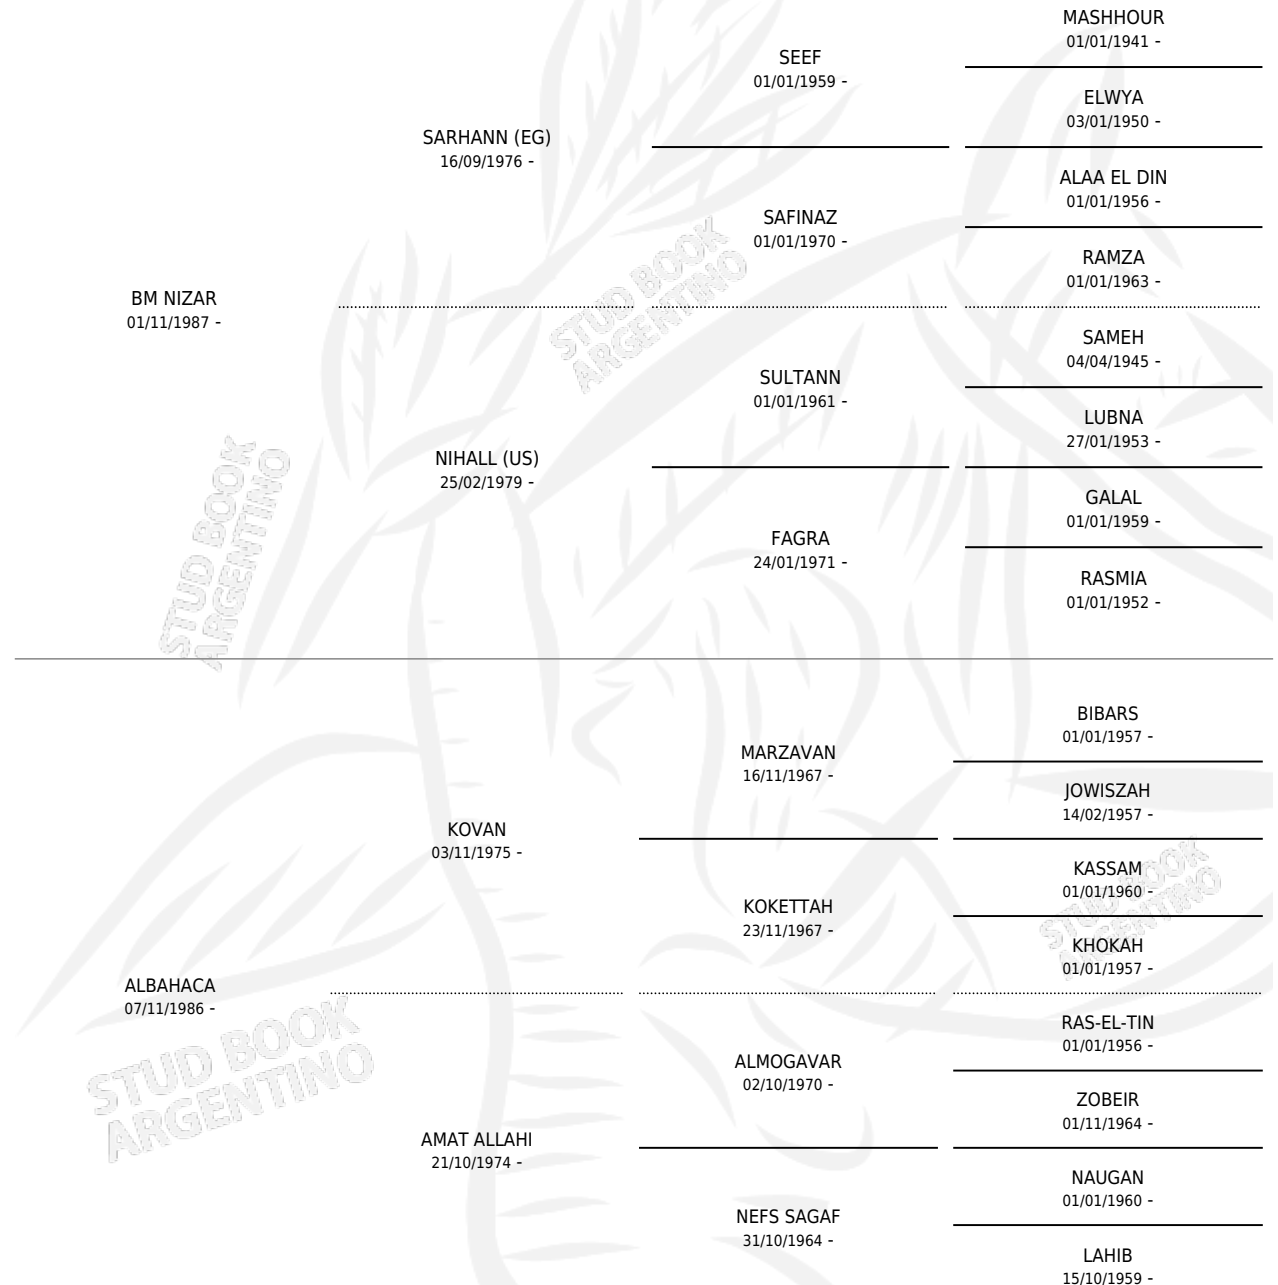 MASHHOUR
01/01/1941 -
SEEF
01/01/1959 -
ELWYA
03/01/1950 -
SARHANN (EG)
16/09/1976 -
ALAA EL DIN
01/01/1956 -
SAFINAZ
01/01/1970 -
RAMZA
01/01/1963 -
BM NIZAR
01/11/1987 -
STUD BOOK
ARGENTINO
SAMEH
04/04/1945 -
SULTANN
01/01/1961 -
LUBNA
27/01/1953 -
NIHALL (US)
25/02/1979 -
GALAL
01/01/1959 -
FAGRA
24/01/1971 -
RASMIA
01/01/1952 -
STUD BOOK
ARGENTINO
BIBARS
01/01/1957 -
MARZAVAN
16/11/1967 -
JOWISZAH
14/02/1957 -
KOVAN
03/11/1975 -
KASSAM
01/01/1960 -
KOKETTAH
23/11/1967 -
KHOKAH
01/01/1957 -
STUD BOOK
ARGENTINO
ALBAHACA
07/11/1986 -
RAS-EL-TIN
01/01/1956 -
ALMOGAVAR
02/10/1970 -
ZOBEIR
01/11/1964 -
STUD BOOK
ARGENTINO
AMAT ALLAHI
21/10/1974 -
NAUGAN
01/01/1960 -
NEFS SAGAF
31/10/1964 -
LAHIB
15/10/1959 -